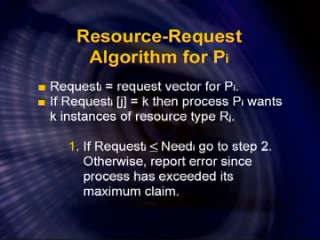 Resource-Request
Algorithm for Pi
Requesti = request vector for Pi.
If Requesti [j] = k then process Pi wants
k instances of resource type Rj.
1. If Requesti ≤ Needi go to step 2.
Otherwise, report error since
process has exceeded its
maximum claim.